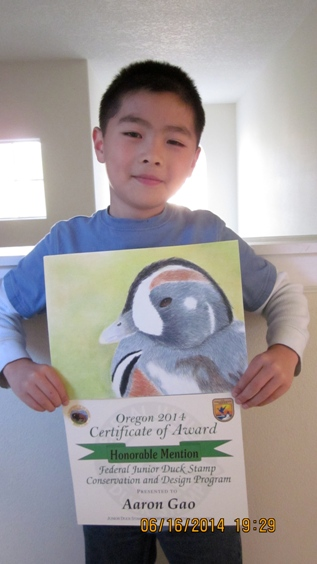 Oregon 2014
Certificate of Award
Honorable Mention
Federal Junior Duck Stamp
Conservation and Design Program
PRESENTED TO
Aaron Gao
06/16/2014 19:29